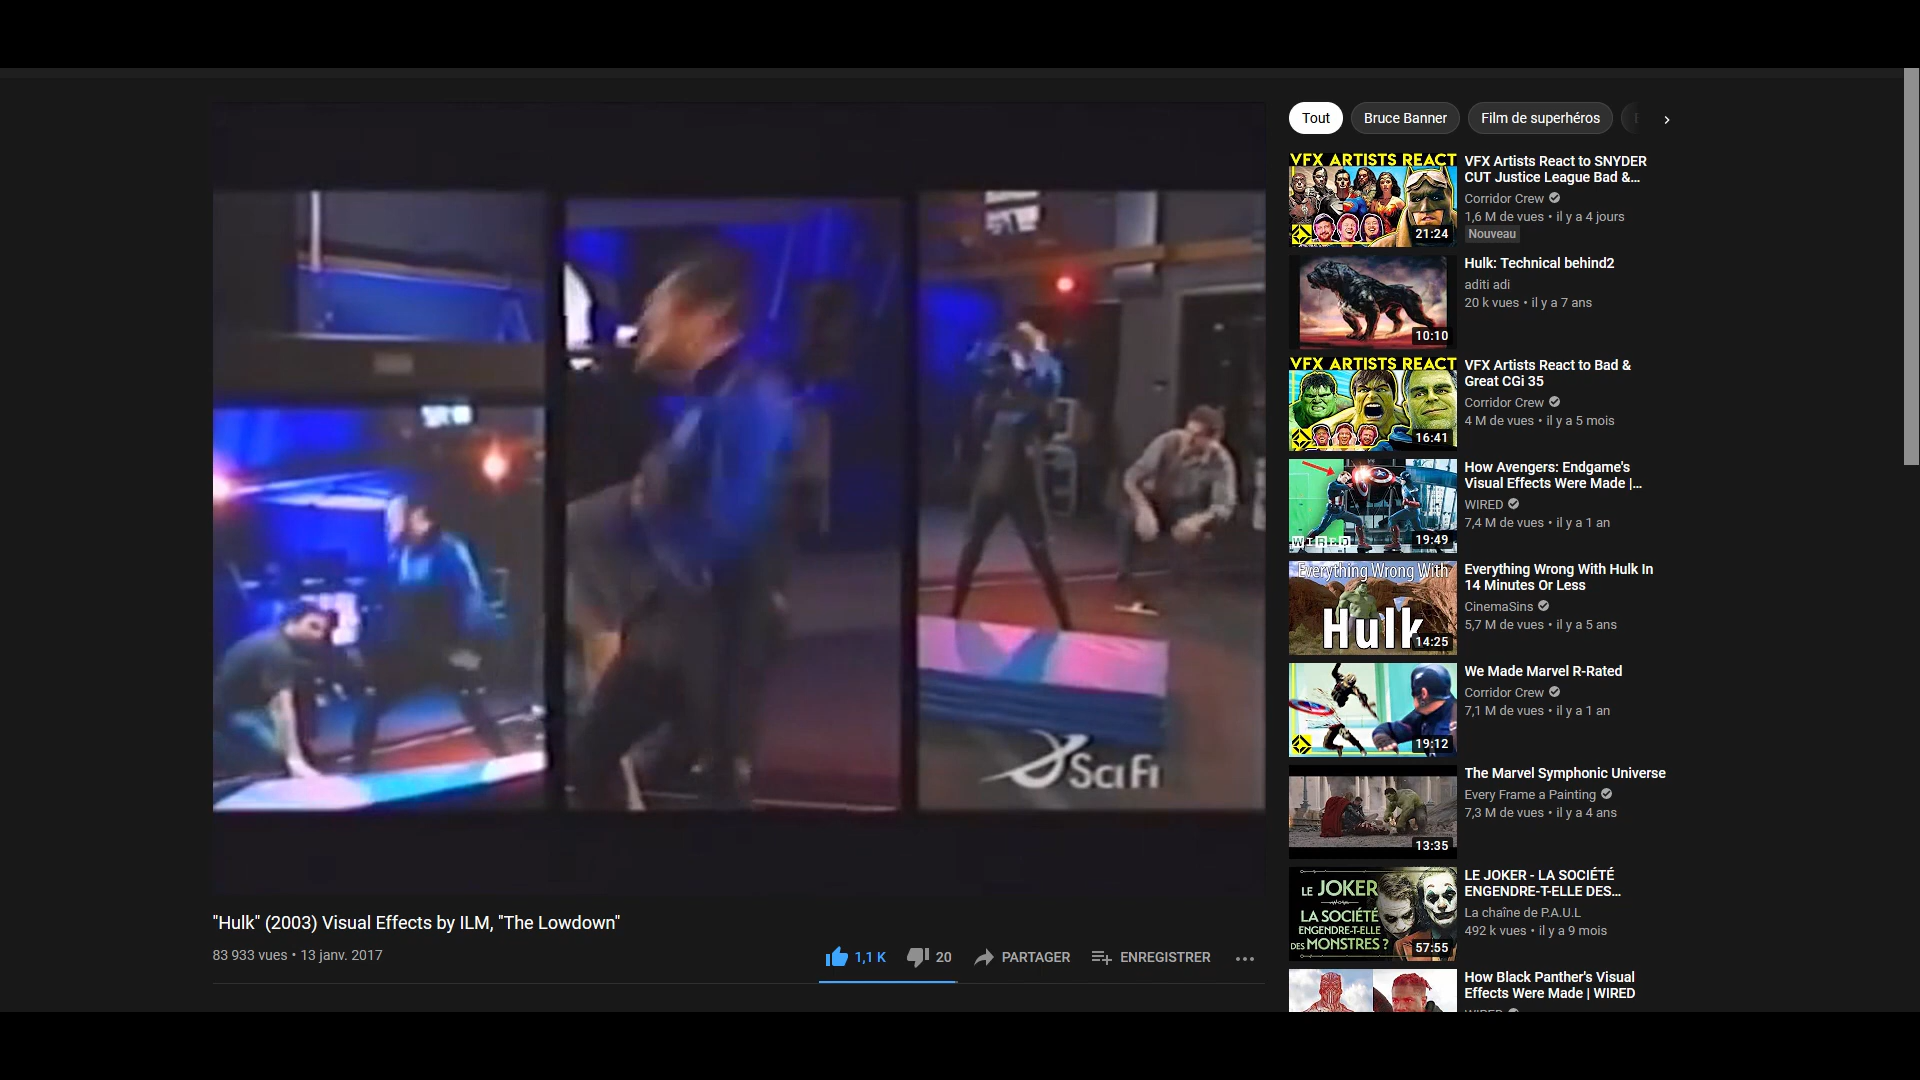 SciFi
"Hulk" (2003) Visual Effects by ILM, "The Lowdown"
83 933 vues • 13 janv. 2017
1,1 K
20
PARTAGER
ENREGISTRER
Tout
Bruce Banner
Film de superhéros
VFX ARTISTS REACT
21:24
VFX Artists React to SNYDER
CUT Justice League Bad &...
Corridor Crew
1,6 M de vues • il y a 4 jours
Nouveau
10:10
Hulk: Technical behind2
aditi adi
20 k vues • il y a 7 ans
VFX ARTISTS REACT
16:41
VFX Artists React to Bad &
Great CGi 35
Corridor Crew
4 M de vues • il y a 5 mois
WIRED
19:49
How Avengers: Endgame's
Visual Effects Were Made |...
WIRED
7,4 M de vues • il y a 1 an
Everything Wrong With
Hulk
14:25
Everything Wrong With Hulk In
14 Minutes Or Less
CinemaSins
5,7 M de vues • il y a 5 ans
19:12
We Made Marvel R-Rated
Corridor Crew
7,1 M de vues • il y a 1 an
13:35
The Marvel Symphonic Universe
Every Frame a Painting
7,3 M de vues • il y a 4 ans
LE JOKER
LA SOCIÉTÉ
ENGENDRE-T-ELLE
DES MONSTRES ?
57:55
LE JOKER - LA SOCIÉTÉ
ENGENDRE-T-ELLE DES...
La chaîne de P.A.U.L
492 k vues • il y a 9 mois
How Black Panther's Visual
Effects Were Made | WIRED